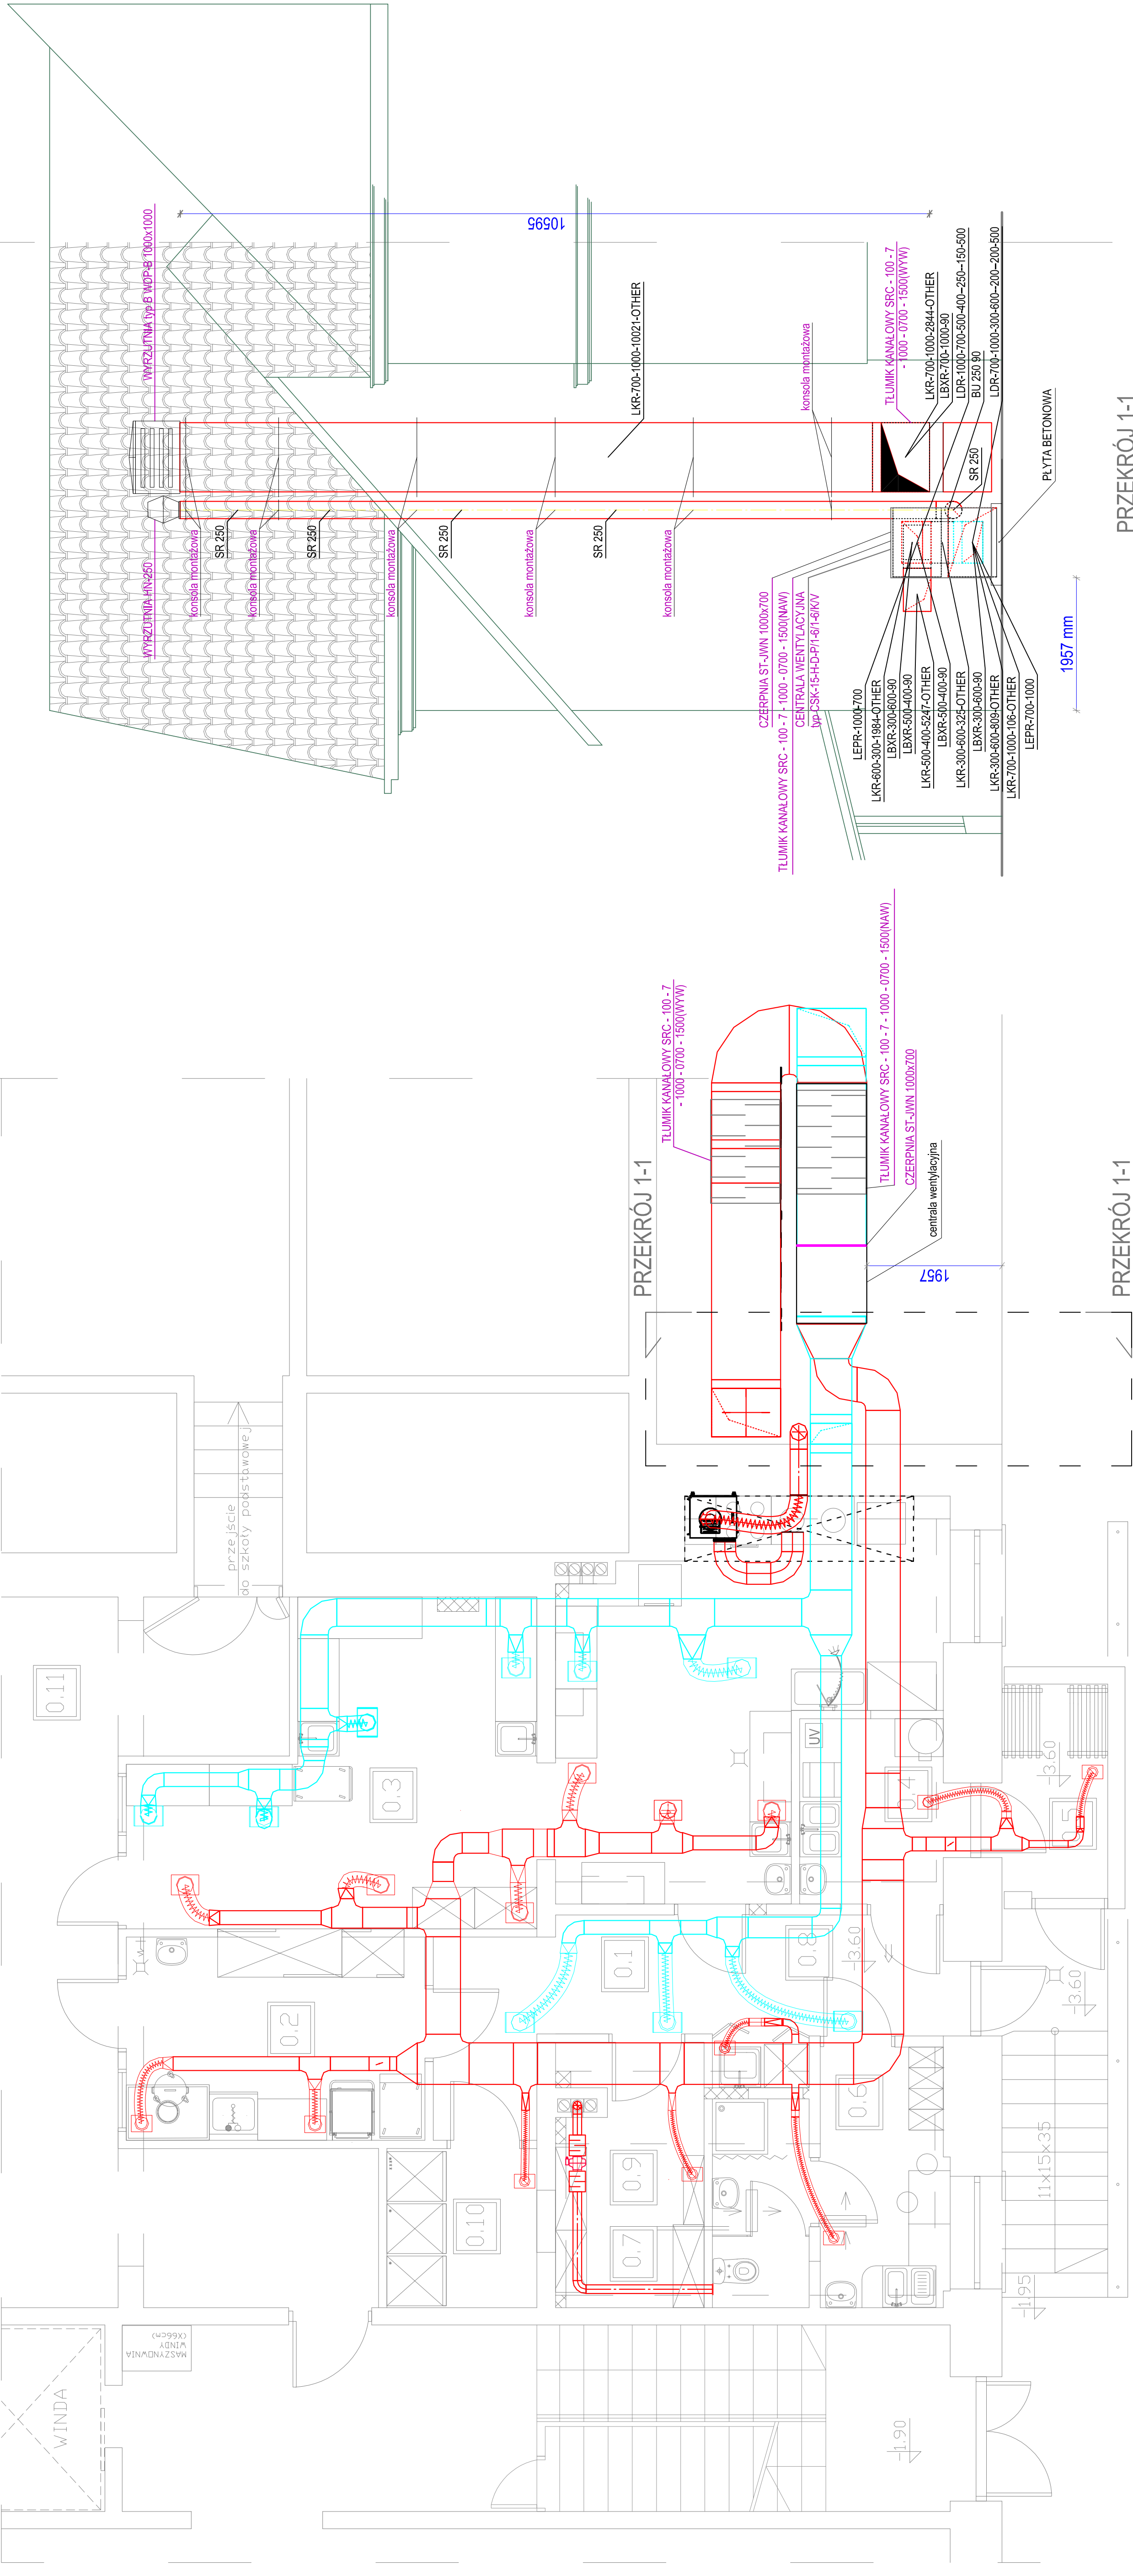 WYRZUTNIA typ B WDP-B 1000x1000
WYRZUTNIA HN-250
konsola montażowa
SR 250
konsola montażowa
SR 250
konsola montażowa
SR 250
konsola montażowa
SR 250
konsola montażowa
10595
LKR-700-1000-10021-OTHER
konsola montażowa
TŁUMIK KANAŁOWY SRC - 100 - 7
- 1000 - 0700 - 1500(WYW)
LKR-700-1000-2844-OTHER
LBXR-700-1000-90
LDR-1000-700-500-400--250--150-500
BU 250 90
LDR-700-1000-300-600--200--200-500
SR 250
PŁYTA BETONOWA
CZERPNIA ST-JWN 1000x700
TŁUMIK KANAŁOWY SRC - 100 - 7 - 1000 - 0700 - 1500(NAW)
CENTRALA WENTYLACYJNA
typ CSK-15-H-D-P/1-6/1-6/K/V
LEPR-1000-700
LKR-600-300-1984-OTHER
LBXR-300-600-90
LBXR-500-400-90
LKR-500-400-5247-OTHER
LBXR-500-400-90
LKR-300-600-325-OTHER
LBXR-300-600-90
LKR-300-600-809-OTHER
LKR-700-1000-106-OTHER
LEPR-700-1000
1957 mm
PRZEKRÓJ 1-1
TŁUMIK KANAŁOWY SRC - 100 - 7
- 1000 - 0700 - 1500(WYW)
TŁUMIK KANAŁOWY SRC - 100 - 7 - 1000 - 0700 - 1500(NAW)
CZERPNIA ST-JWN 1000x700
centrala wentylacyjna
1957
PRZEKRÓJ 1-1
PRZEKRÓJ 1-1
przejście
do szkoły podstawowej
0.11
0.3
UV
0.4
-3.60
0.5
0.2
0.1
0.8
-3.60
-3.60
0.10
0.9
0.7
0.6
11x15x35
-1.95
-1.90
MASZYNOWNIA
WINDY
(X66cm)
WINDA